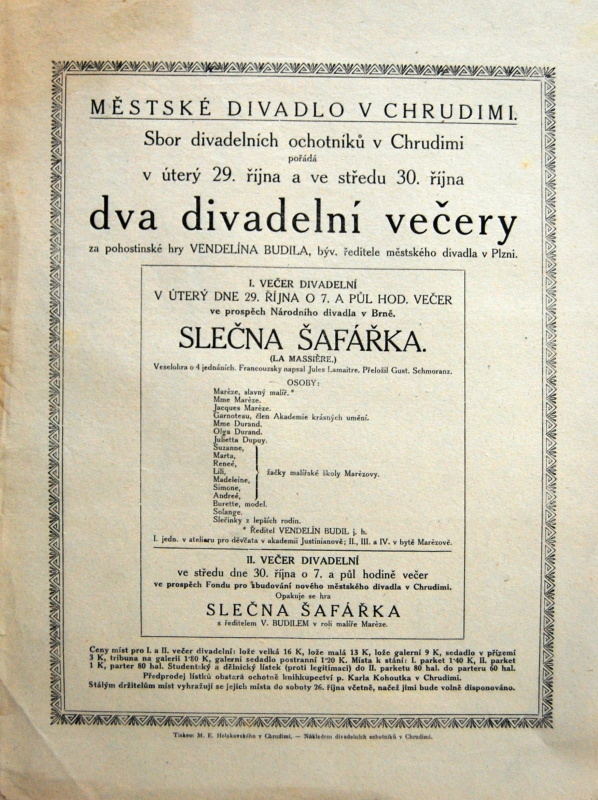 MĚSTSKÉ DIVADLO V CHRUDIMI.
Sbor divadelních ochotníků v Chrudimi
pořádá
v úterý 29. října a ve středu 30. října
dva divadelní večery
za pohostinské hry VENDELÍNA BUDILA, býv. ředitele městského divadla v Plzni.
I. VEČER DIVADELNÍ
V ÚTERÝ DNE 29. ŘÍJNA O 7. A PŮL HOD. VEČER
ve prospěch Národního divadla v Brně.
SLEČNA ŠAFÁŘKA.
(LA MASSIÈRE.)
Veselohra o 4 jednáních. Francouzsky napsal Jules Lamaitre. Přeložil Gust. Schmoranz.
OSOBY:
Marèze, slavný malíř. *
Mme Marèze.
Jacques Marèze.
Garnoteau, člen Akademie krásných umění.
Mme Durand.
Olga Durand.
Julietta Dupuy.
Suzanne,
Marta,
Reneé,
Lili,
Madeleine,
Simone,
Andreé,
žačky malířské školy Marèzovy.
Burette, model.
Solange.
Slečinky z lepších rodin.
* Ředitel VENDELÍN BUDIL j. h.
I. jedn. v atelieru pro děvčata v akademii Justinianově; II., III. a IV. v bytě Marèzově.
II. VEČER DIVADELNÍ
ve středu dne 30. října o 7. a půl hodině večer
ve prospěch Fondu pro zbudování nového městského divadla v Chrudimi.
Opakuje se hra
SLEČNA ŠAFÁŘKA
s ředitelem V. BUDILEM v roli malíře Marèze.
Ceny míst pro I. a II. večer divadelní: lože velká 16 K, lože malá 13 K, lože galerní 9 K, sedadlo v přízemí
3 K, tribuna na galerii 1·80 K, galerní sedadlo postranní 1·20 K. Místa k stání: I. parket 1·40 K, II. parket
1 K, parter 80 hal. Studentský a dělnický lístek (proti legitimaci) do II. parketu 80 hal. do parteru 60 hal.
Předprodej lístků obstará ochotně knihkupectví p. Karla Kohoutka v Chrudimi.
Stálým držitelům míst vyhražují se jejich místa do soboty 26. října včetně, načež jimi bude volně disponováno.
Tiskem M. E. Holakovského v Chrudimi. — Nákladem divadelních ochotníků v Chrudimi.